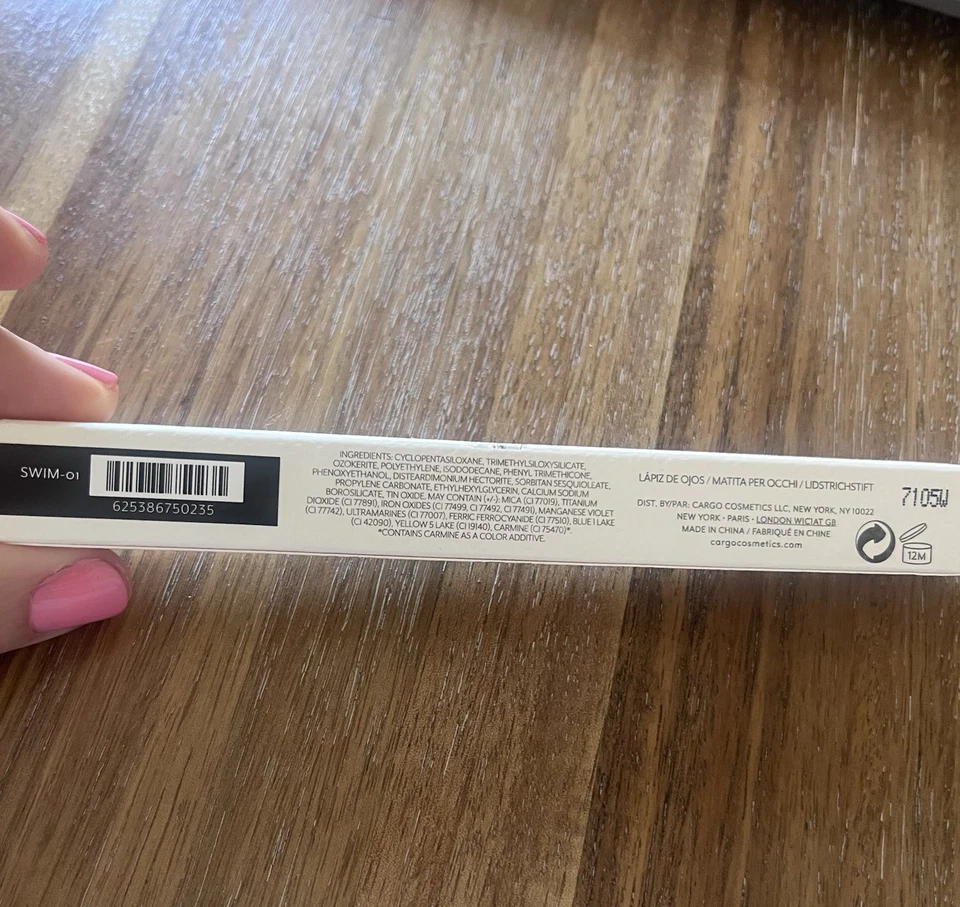 SWIM-01
625386750235
INGREDIENTS: CYCLOPENTASILOXANE, TRIMETHYLSILOXYSILICATE,
OZOKERITE, POLYETHYLENE, ISODODECANE, PHENYL TRIMETHICONE,
PHENOXYETHANOL, DISTEARDIMONIUM HECTORITE, SORBITAN SESQUIOLEATE,
PROPYLENE CARBONATE, ETHYLHEXYLGLYCERIN, CALCIUM SODIUM
BOROSILICATE, TIN OXIDE. MAY CONTAIN (+/-): MICA (CI 77019), TITANIUM
DIOXIDE (CI 77891), IRON OXIDES (CI 77499, CI 77492, CI 77491), MANGANESE VIOLET
(CI 77742), ULTRAMARINES (CI 77007), FERRIC FERROCYANIDE (CI 77510), BLUE 1 LAKE
(CI 42090), YELLOW 5 LAKE (CI 19140), CARMINE (CI 75470)*.
*CONTAINS CARMINE AS A COLOR ADDITIVE.
LÁPIZ DE OJOS / MATITA PER OCCHI / LIDSTRICHSTIFT
DIST. BY/PAR: CARGO COSMETICS LLC, NEW YORK, NY 10022
NEW YORK • PARIS • LONDON WC1AT GB
MADE IN CHINA / FABRIQUÉ EN CHINE
cargocosmetics.com
7105W
12M